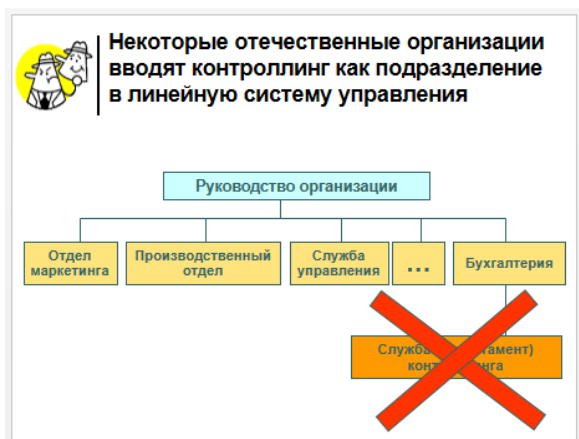 Некоторые отечественные организации
вводят контроллинг как подразделение
в линейную систему управления
Руководство организации
Отдел
маркетинга
Производственный
отдел
Служба
управления
...
Бухгалтерия
Служба